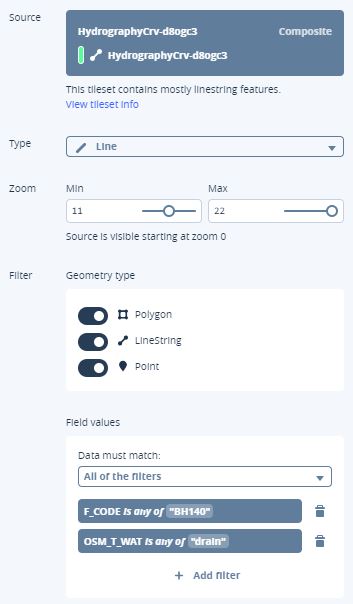 Source
HydrographyCrv-d8ogc3 Composite
HydrographyCrv-d8ogc3
This tileset contains mostly linestring features.
View tileset info
Type
Line
Zoom
Min Max
11 22
Source is visible starting at zoom 0
Filter
Geometry type
Polygon
LineString
Point
Field values
Data must match:
All of the filters
F_CODE is any of "BH140"
OSM_T_WAT is any of "drain"
+ Add filter